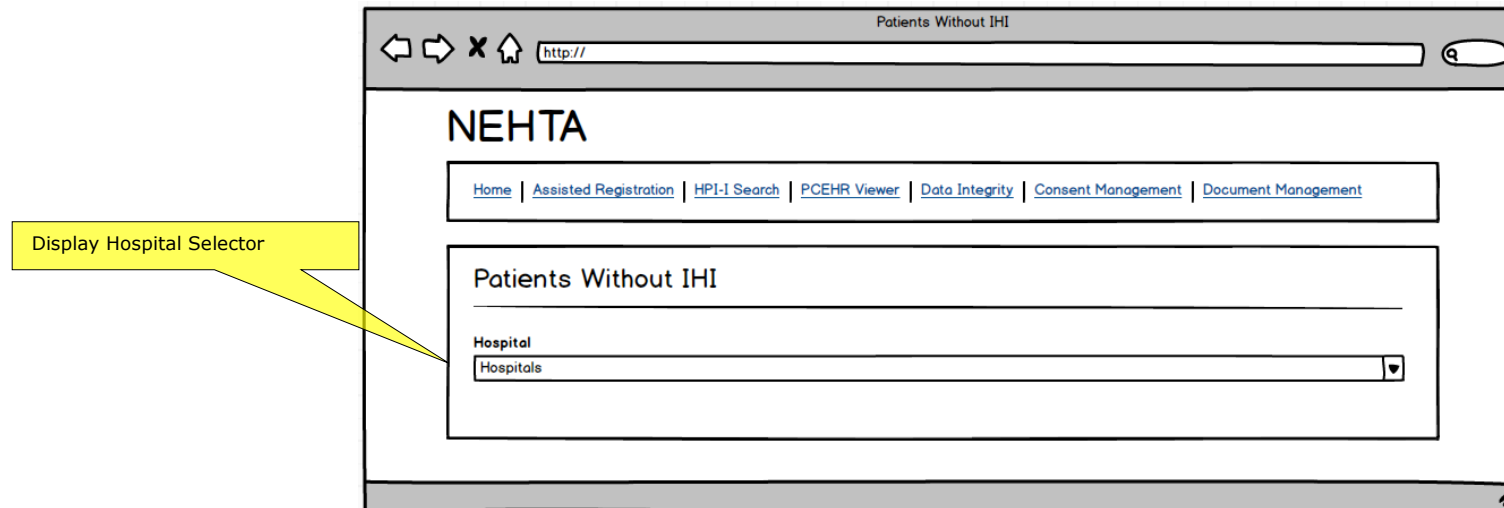 Patients Without IHI
http://
NEHTA
Home | Assisted Registration | HPI-I Search | PCEHR Viewer | Data Integrity | Consent Management | Document Management
Display Hospital Selector
Patients Without IHI
Hospital
Hospitals